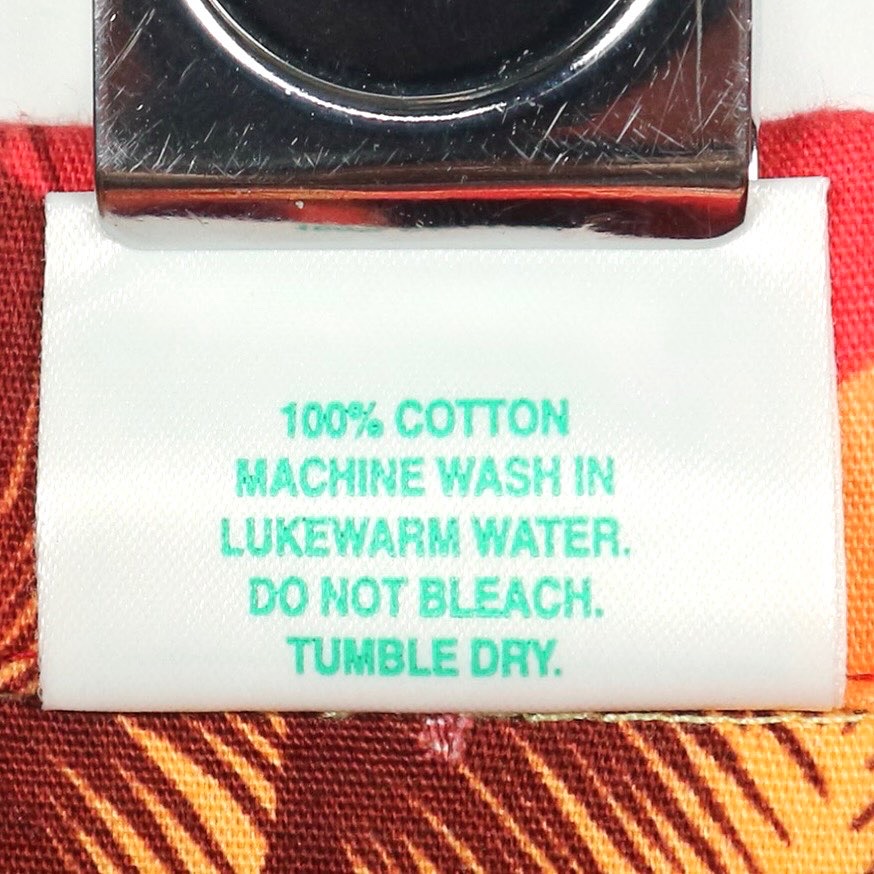 100% COTTON
MACHINE WASH IN
LUKEWARM WATER.
DO NOT BLEACH.
TUMBLE DRY.